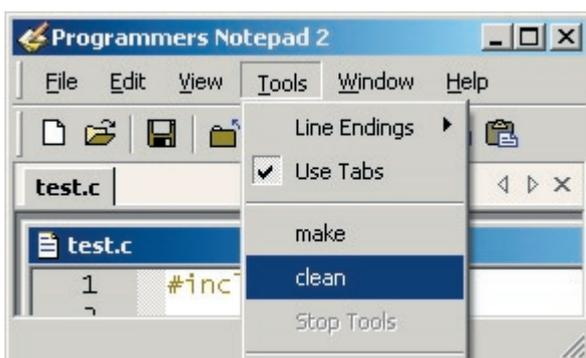 Programmers Notepad 2
File Edit View Tools Window Help
Line Endings
Use Tabs
test.c
make
test.c
clean
1 #incl
Stop Tools